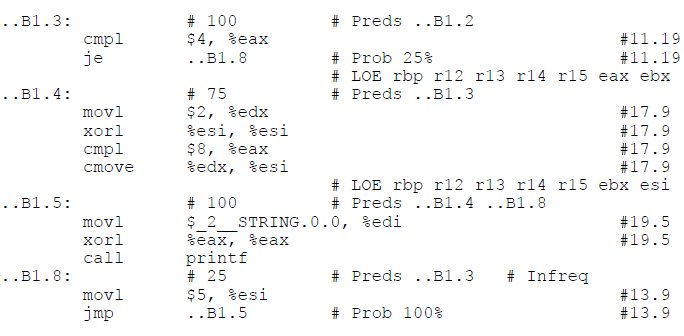 ..B1.3: # 100 # Preds ..B1.2
cmpl $4, %eax #11.19
je ..B1.8 # Prob 25% #11.19
# LOE rbp r12 r13 r14 r15 eax ebx
..B1.4: # 75 # Preds ..B1.3
movl $2, %edx #17.9
xorl %esi, %esi #17.9
cmpl $8, %eax #17.9
cmove %edx, %esi #17.9
# LOE rbp r12 r13 r14 r15 ebx esi
..B1.5: # 100 # Preds ..B1.4 ..B1.8
movl $_2__STRING.0.0, %edi #19.5
xorl %eax, %eax #19.5
call printf
..B1.8: # 25 # Preds ..B1.3 # Infreq
movl $5, %esi #13.9
jmp ..B1.5 # Prob 100% #13.9